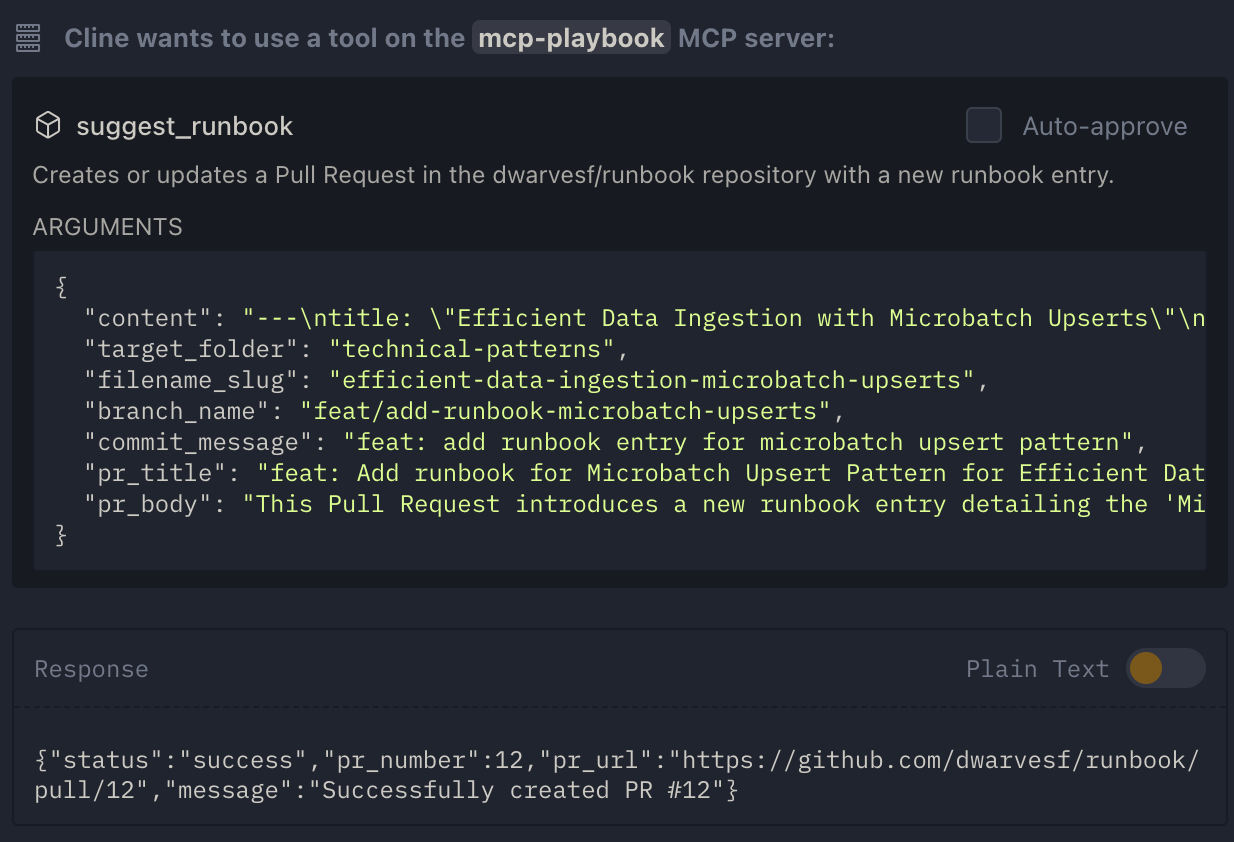 Cline wants to use a tool on the mcp-playbook MCP server:
suggest_runbook Auto-approve
Creates or updates a Pull Request in the dwarvesf/runbook repository with a new runbook entry.
ARGUMENTS
{
  "content": "---\ntitle: \"Efficient Data Ingestion with Microbatch Upserts\"\n
  "target_folder": "technical-patterns",
  "filename_slug": "efficient-data-ingestion-microbatch-upserts",
  "branch_name": "feat/add-runbook-microbatch-upserts",
  "commit_message": "feat: add runbook entry for microbatch upsert pattern",
  "pr_title": "feat: Add runbook for Microbatch Upsert Pattern for Efficient Dat
  "pr_body": "This Pull Request introduces a new runbook entry detailing the 'Mi
}
Response Plain Text
{"status":"success","pr_number":12,"pr_url":"https://github.com/dwarvesf/runbook/
pull/12","message":"Successfully created PR #12"}